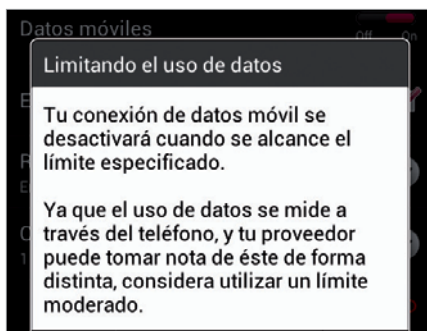 Datos móviles
Off On
Limitando el uso de datos
E
Tu conexión de datos móvil se
desactivará cuando se alcance el
límite especificado.
R
Ya que el uso de datos se mide a
través del teléfono, y tu proveedor
puede tomar nota de éste de forma
distinta, considera utilizar un límite
moderado.